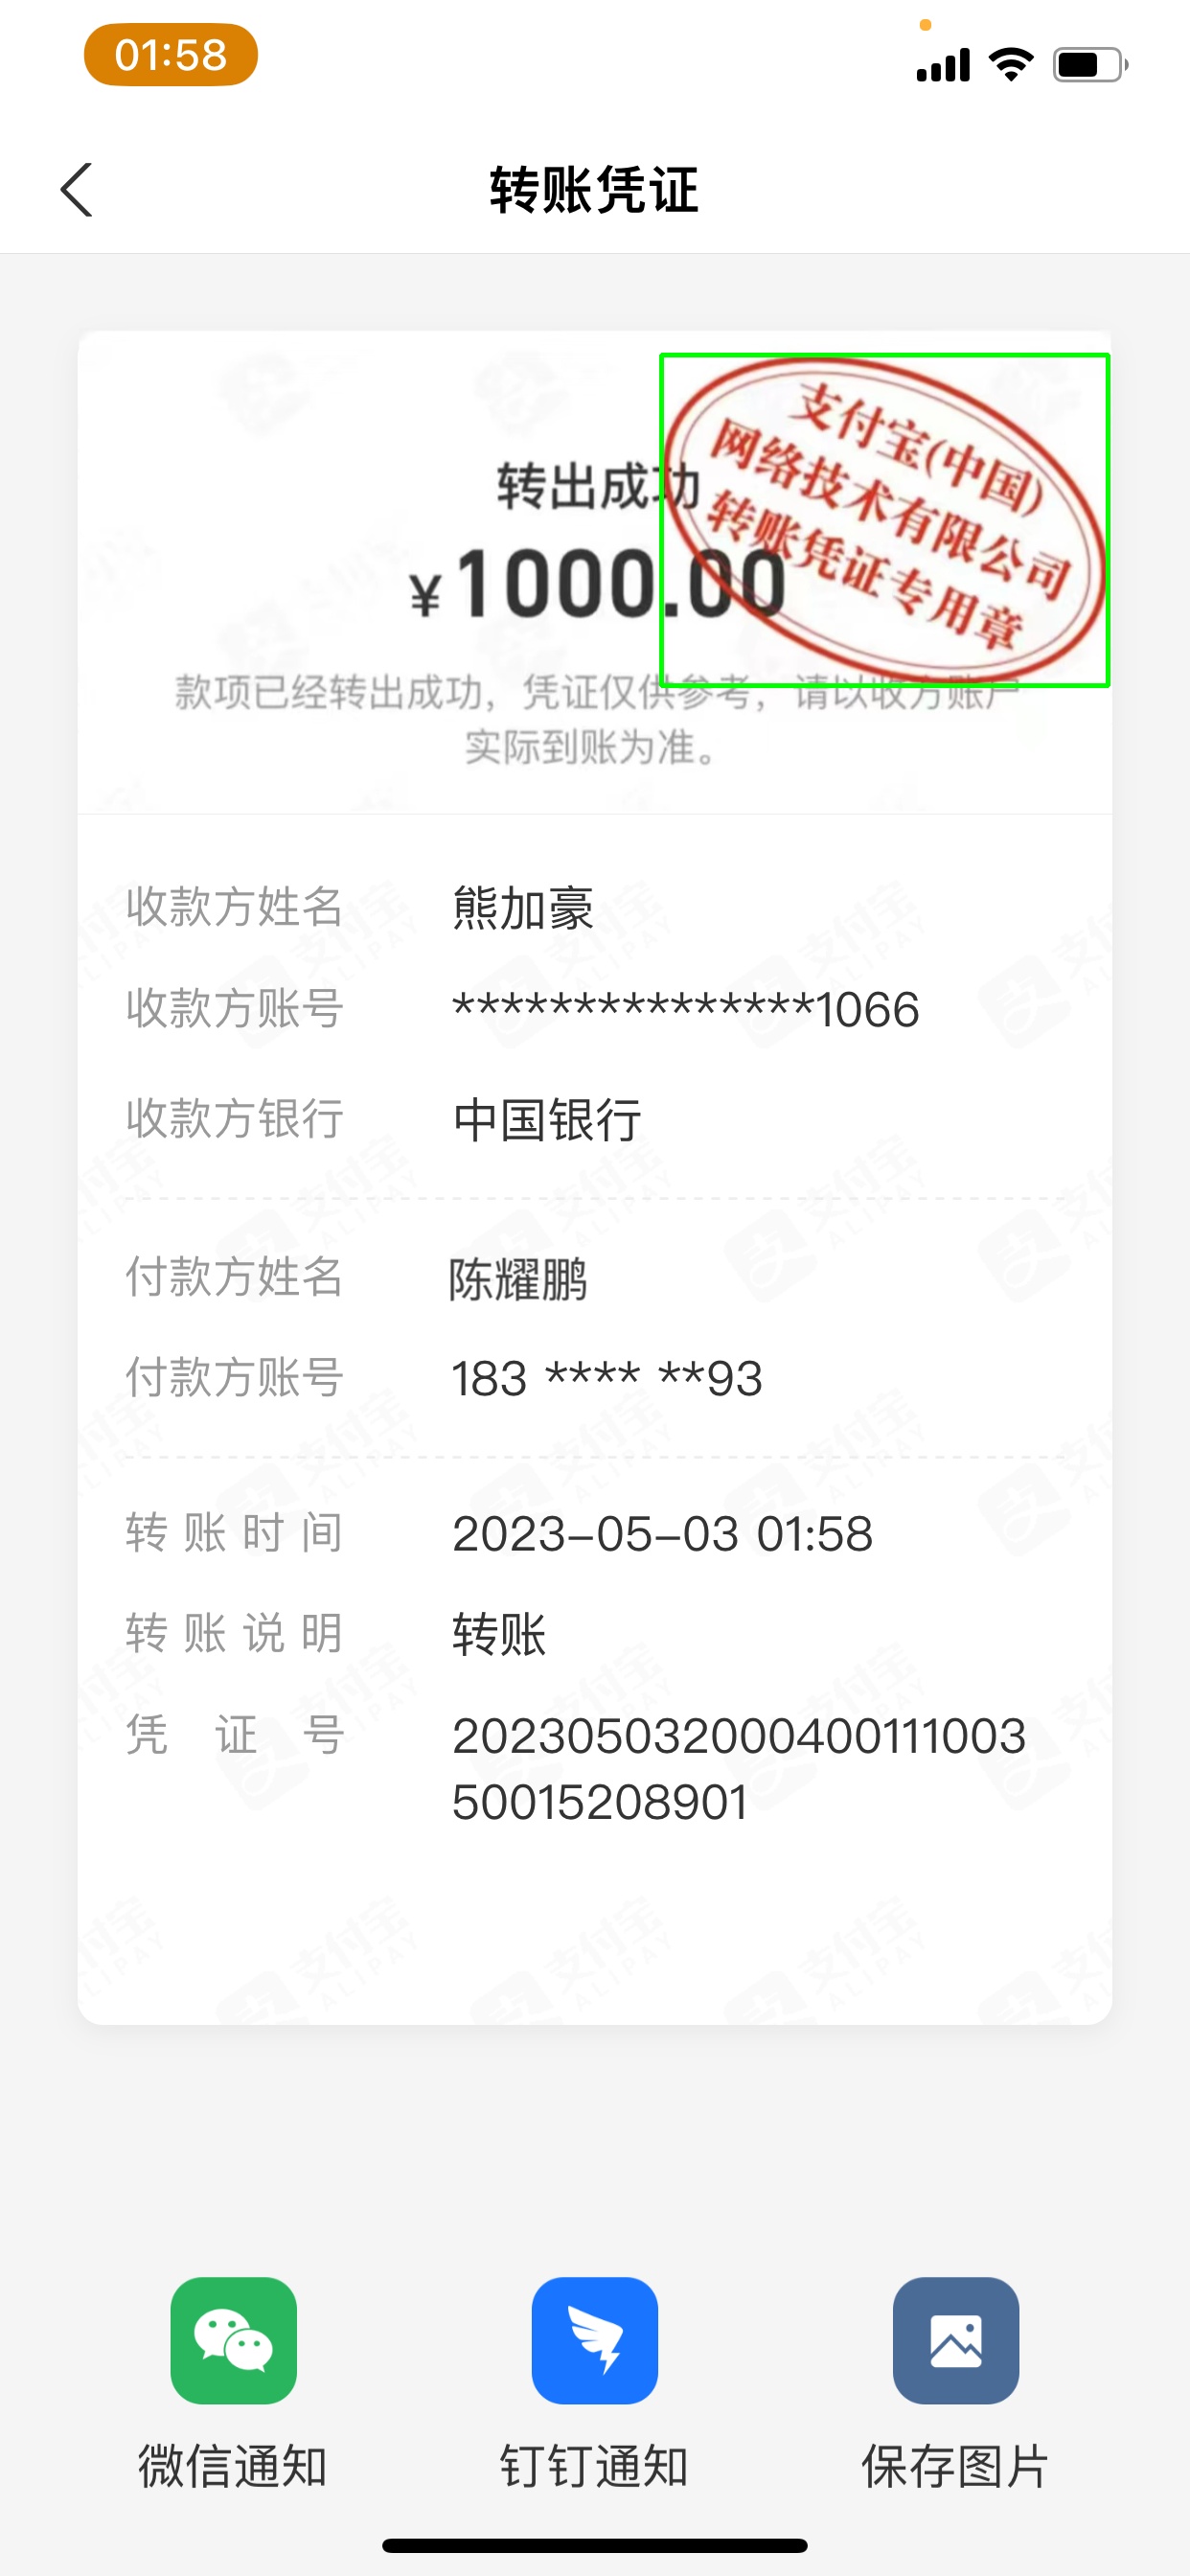 01:58
转账凭证
支付宝(中国)
网络技术有限公司
转账凭证专用章
转出成功
¥1000.00
款项已经转出成功，凭证仅供参考，请以收方账户
实际到账为准。
收款方姓名 熊加豪
收款方账号 ***************1066
收款方银行 中国银行
付款方姓名 陈耀鹏
付款方账号 183 **** **93
转账时间 2023-05-03 01:58
转账说明 转账
凭证号 202305032000400111003
50015208901
微信通知 钉钉通知 保存图片